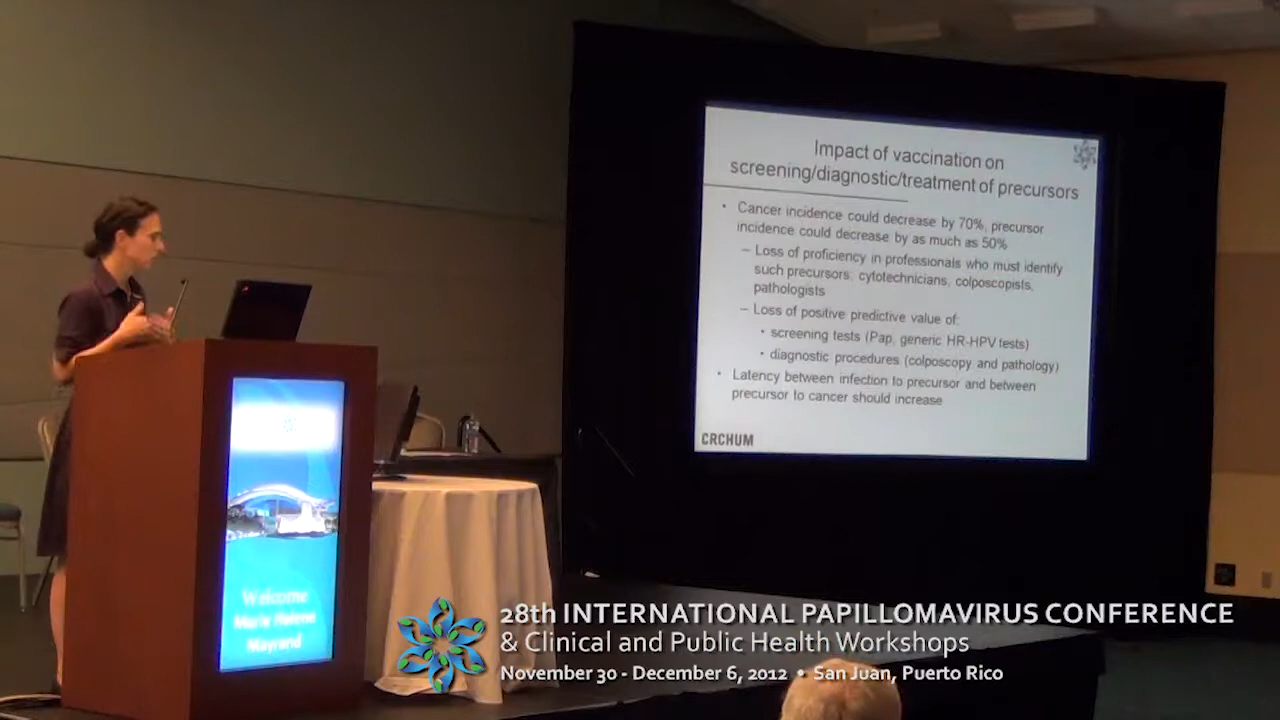 Impact of vaccination on
screening/diagnostic/treatment of precursors
• Cancer incidence could decrease by 70%, precursor
incidence could decrease by as much as 50%
– Loss of proficiency in professionals who must identify
such precursors: cytotechnicians, colposcopists,
pathologists
– Loss of positive predictive value of:
• screening tests (Pap, generic HR-HPV tests)
• diagnostic procedures (colposcopy and pathology)
• Latency between infection to precursor and between
precursor to cancer should increase
CRCHUM
Welcome
Marie Helene
Mayrand
28th INTERNATIONAL PAPILLOMAVIRUS CONFERENCE
& Clinical and Public Health Workshops
November 30 - December 6, 2012 • San Juan, Puerto Rico